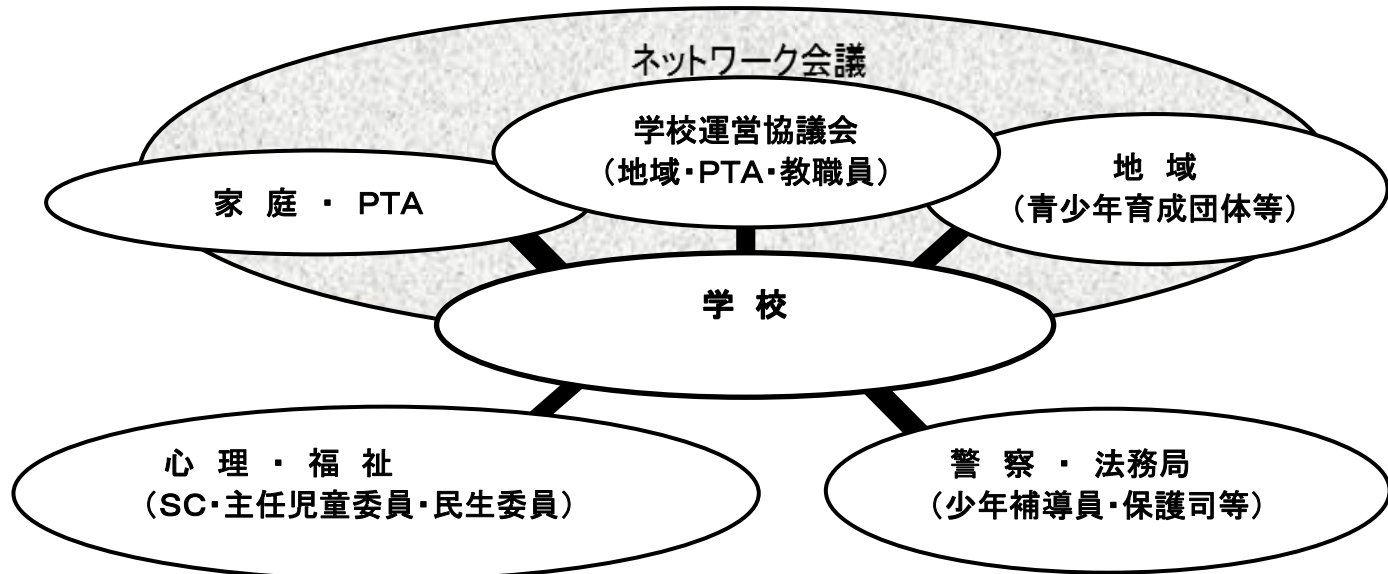 ネットワーク会議
学校運営協議会
（地域・PTA・教職員）
家 庭 ・ PTA
地 域
（青少年育成団体等）
学 校
心 理 ・ 福 祉
（SC・主任児童委員・民生委員）
警 察 ・ 法務局
（少年補導員・保護司等）